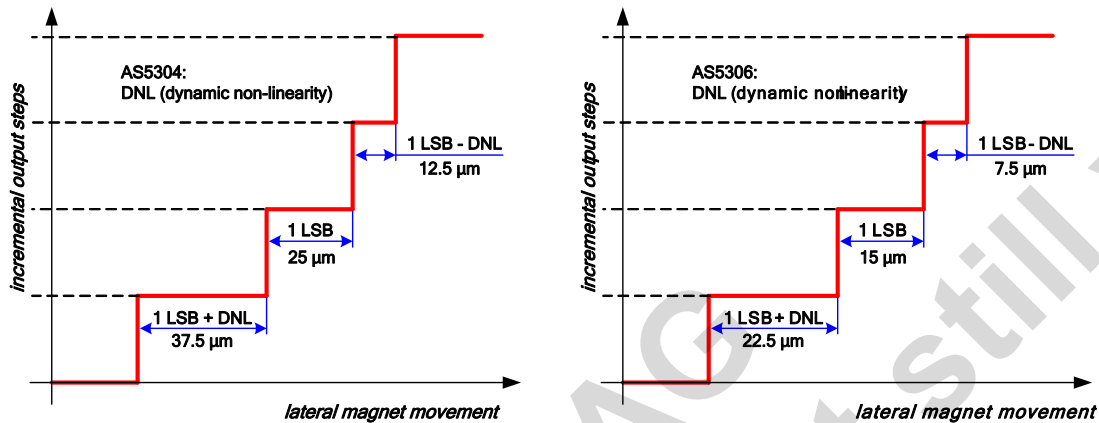 AS5304:
DNL (dynamic non-linearity)
1 LSB - DNL
12.5 µm
1 LSB
25 µm
1 LSB + DNL
37.5 µm
incremental output steps
lateral magnet movement
AS5306:
DNL (dynamic non-linearity)
1 LSB - DNL
7.5 µm
1 LSB
15 µm
1 LSB + DNL
22.5 µm
incremental output steps
lateral magnet movement
AG
still